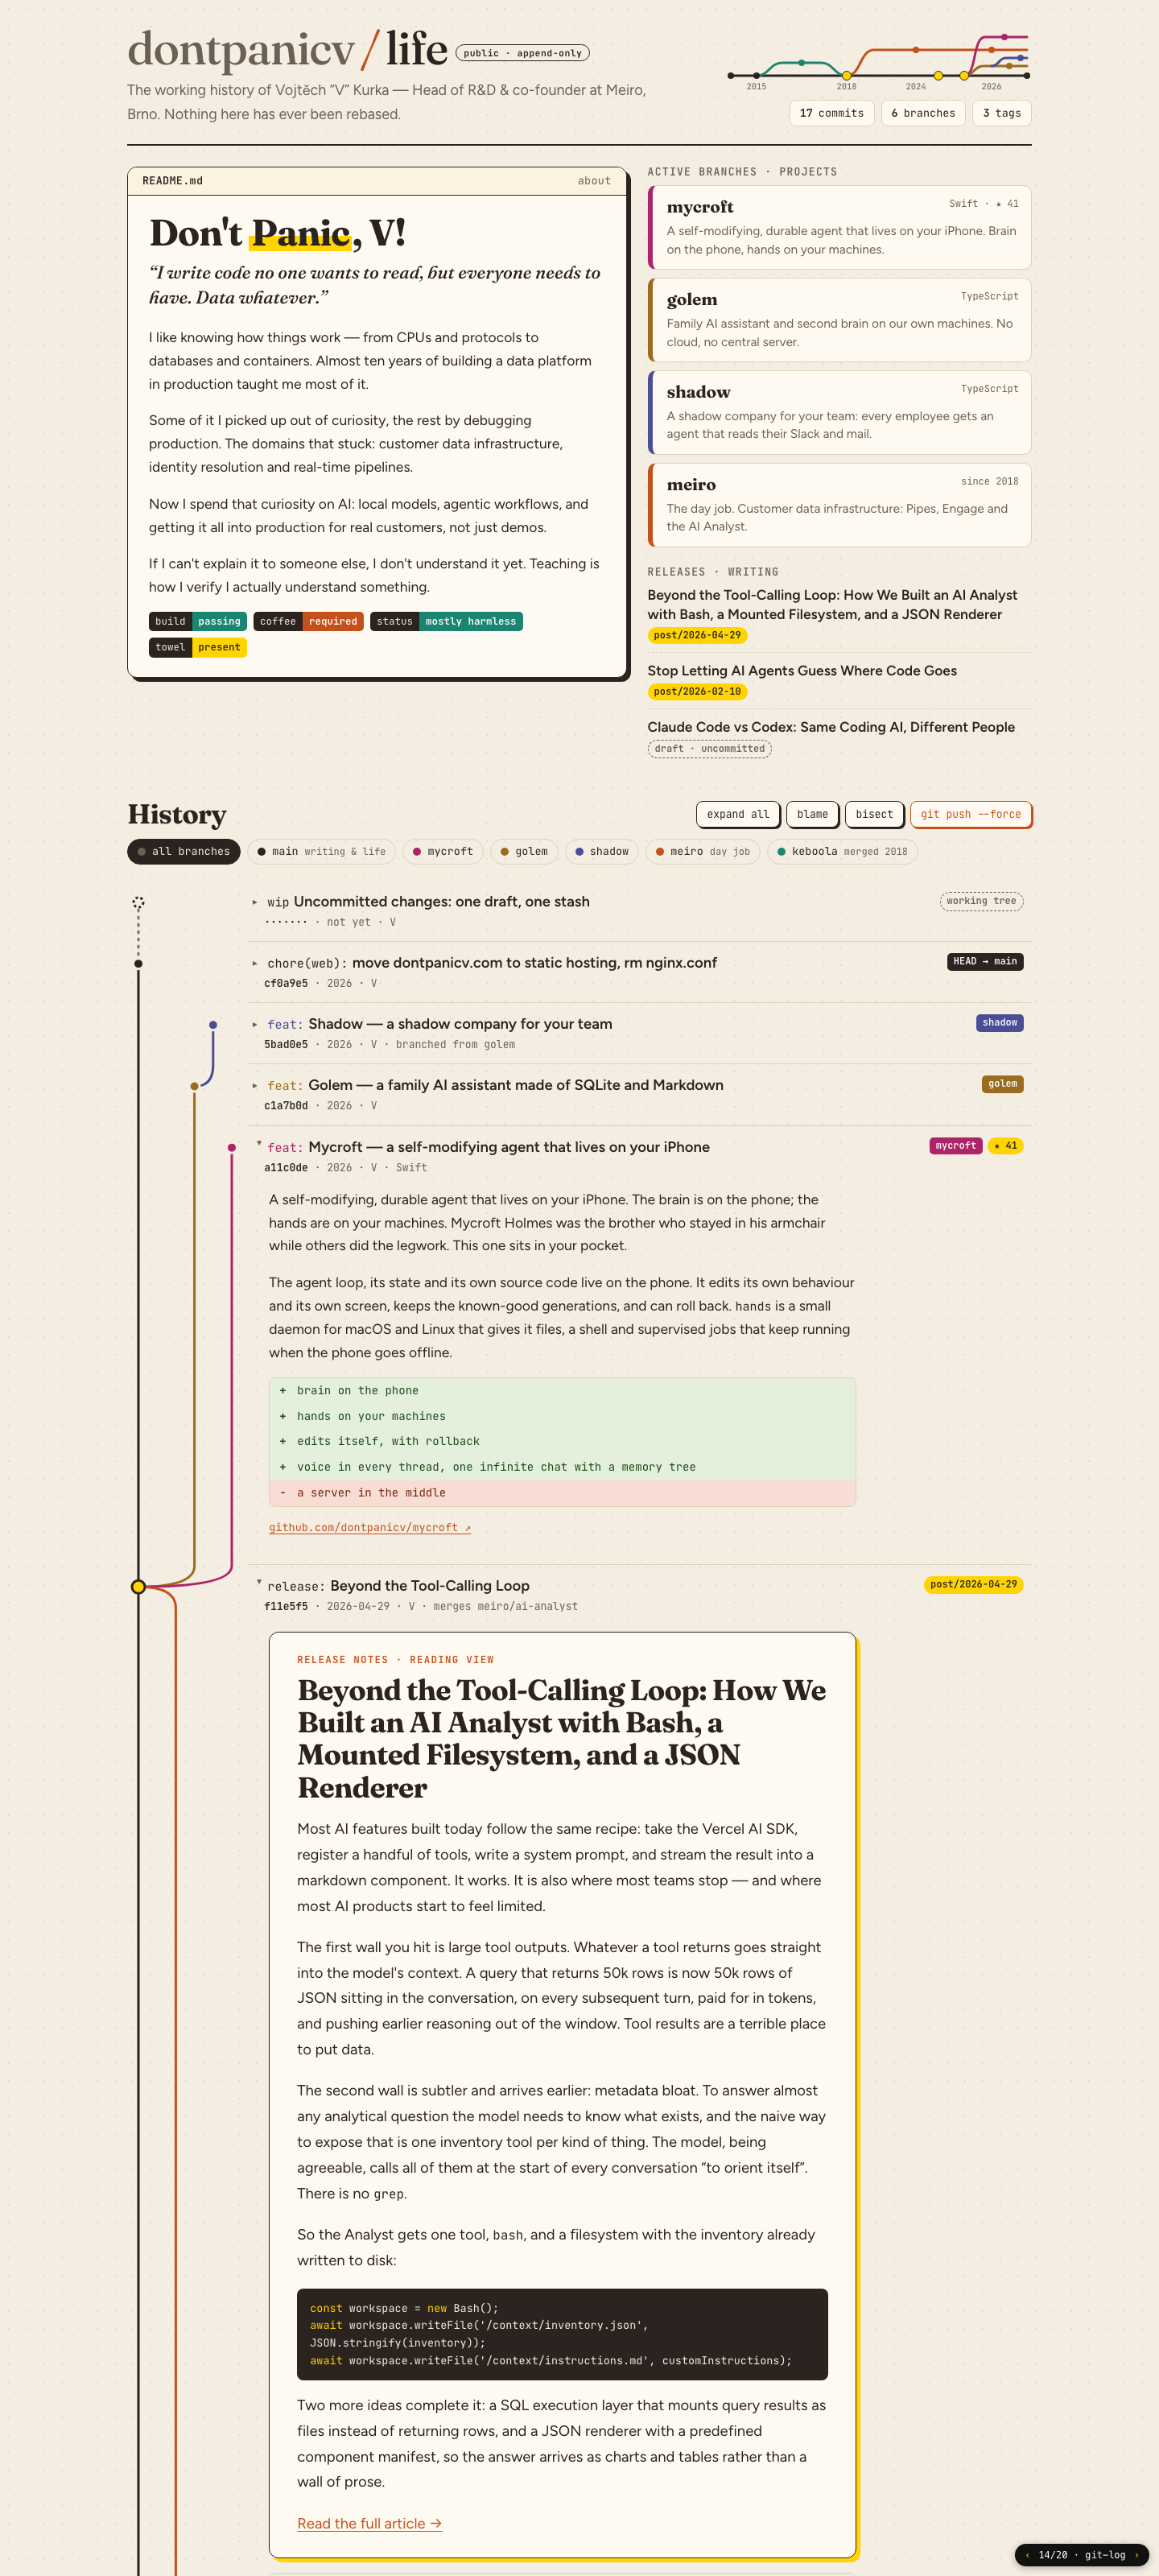 dontpanicv / life public · append-only
The working history of Vojtěch “V” Kurka — Head of R&D & co-founder at Meiro,
Brno. Nothing here has ever been rebased.
2015 2018 2024 2026
17 commits 6 branches 3 tags
README.md about
Don't Panic, V!
“I write code no one wants to read, but everyone needs to
have. Data whatever.”
I like knowing how things work — from CPUs and protocols to
databases and containers. Almost ten years of building a data platform
in production taught me most of it.
Some of it I picked up out of curiosity, the rest by debugging
production. The domains that stuck: customer data infrastructure,
identity resolution and real-time pipelines.
Now I spend that curiosity on AI: local models, agentic workflows, and
getting it all into production for real customers, not just demos.
If I can't explain it to someone else, I don't understand it yet. Teaching is
how I verify I actually understand something.
build passing coffee required status mostly harmless
towel present
ACTIVE BRANCHES · PROJECTS
mycroft Swift · ★ 41
A self-modifying, durable agent that lives on your iPhone. Brain
on the phone, hands on your machines.
golem TypeScript
Family AI assistant and second brain on our own machines. No
cloud, no central server.
shadow TypeScript
A shadow company for your team: every employee gets an
agent that reads their Slack and mail.
meiro since 2018
The day job. Customer data infrastructure: Pipes, Engage and
the AI Analyst.
RELEASES · WRITING
Beyond the Tool-Calling Loop: How We Built an AI Analyst
with Bash, a Mounted Filesystem, and a JSON Renderer
post/2026-04-29
Stop Letting AI Agents Guess Where Code Goes
post/2026-02-10
Claude Code vs Codex: Same Coding AI, Different People
draft · uncommitted
History
expand all blame bisect git push --force
all branches main writing & life mycroft golem shadow meiro day job keboola merged 2018
▸ wip Uncommitted changes: one draft, one stash working tree
······· · not yet · V
▸ chore(web): move dontpanicv.com to static hosting, rm nginx.conf HEAD → main
cf0a9e5 · 2026 · V
▸ feat: Shadow — a shadow company for your team shadow
5bad0e5 · 2026 · V · branched from golem
▸ feat: Golem — a family AI assistant made of SQLite and Markdown golem
c1a7b0d · 2026 · V
▾ feat: Mycroft — a self-modifying agent that lives on your iPhone mycroft ★ 41
a11c0de · 2026 · V · Swift
A self-modifying, durable agent that lives on your iPhone. The brain is on the phone; the
hands are on your machines. Mycroft Holmes was the brother who stayed in his armchair
while others did the legwork. This one sits in your pocket.
The agent loop, its state and its own source code live on the phone. It edits its own behaviour
and its own screen, keeps the known-good generations, and can roll back. hands is a small
daemon for macOS and Linux that gives it files, a shell and supervised jobs that keep running
when the phone goes offline.
+ brain on the phone
+ hands on your machines
+ edits itself, with rollback
+ voice in every thread, one infinite chat with a memory tree
- a server in the middle
github.com/dontpanicv/mycroft ↗
▾ release: Beyond the Tool-Calling Loop post/2026-04-29
f11e5f5 · 2026-04-29 · V · merges meiro/ai-analyst
RELEASE NOTES · READING VIEW
Beyond the Tool-Calling Loop: How We
Built an AI Analyst with Bash, a
Mounted Filesystem, and a JSON
Renderer
Most AI features built today follow the same recipe: take the Vercel AI SDK,
register a handful of tools, write a system prompt, and stream the result into a
markdown component. It works. It is also where most teams stop — and where
most AI products start to feel limited.
The first wall you hit is large tool outputs. Whatever a tool returns goes straight
into the model's context. A query that returns 50k rows is now 50k rows of
JSON sitting in the conversation, on every subsequent turn, paid for in tokens,
and pushing earlier reasoning out of the window. Tool results are a terrible place
to put data.
The second wall is subtler and arrives earlier: metadata bloat. To answer almost
any analytical question the model needs to know what exists, and the naive way
to expose that is one inventory tool per kind of thing. The model, being
agreeable, calls all of them at the start of every conversation “to orient itself”.
There is no grep.
So the Analyst gets one tool, bash, and a filesystem with the inventory already
written to disk:
const workspace = new Bash();
await workspace.writeFile('/context/inventory.json',
JSON.stringify(inventory));
await workspace.writeFile('/context/instructions.md', customInstructions);
Two more ideas complete it: a SQL execution layer that mounts query results as
files instead of returning rows, and a JSON renderer with a predefined
component manifest, so the answer arrives as charts and tables rather than a
wall of prose.
Read the full article →
‹ 14/20 · git-log ›